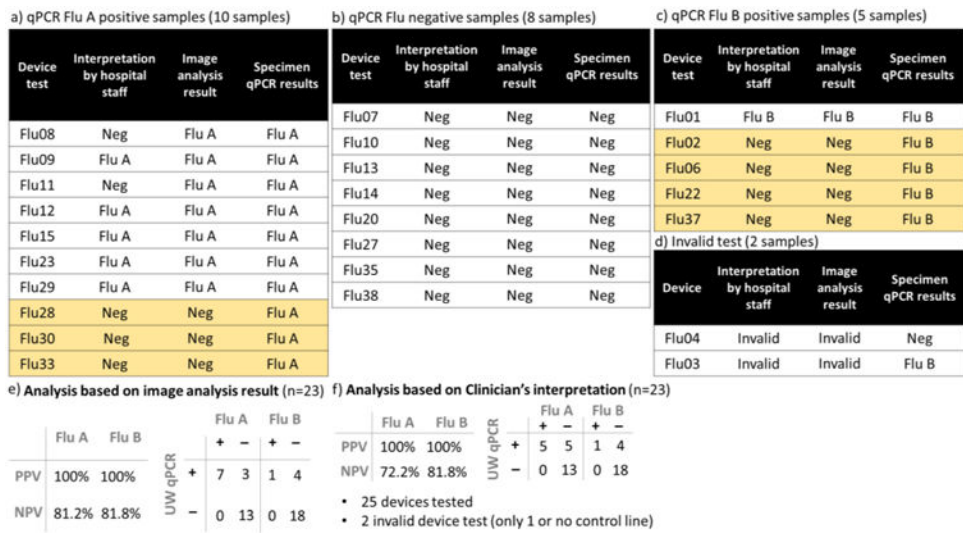 a) qPCR Flu A positive samples (10 samples)
Device test Interpretation by hospital staff Image analysis result Specimen qPCR results
Flu08 Neg Flu A Flu A
Flu09 Flu A Flu A Flu A
Flu11 Neg Flu A Flu A
Flu12 Flu A Flu A Flu A
Flu15 Flu A Flu A Flu A
Flu23 Flu A Flu A Flu A
Flu29 Flu A Flu A Flu A
Flu28 Neg Neg Flu A
Flu30 Neg Neg Flu A
Flu33 Neg Neg Flu A
b) qPCR Flu negative samples (8 samples)
Device test Interpretation by hospital staff Image analysis result Specimen qPCR results
Flu07 Neg Neg Neg
Flu10 Neg Neg Neg
Flu13 Neg Neg Neg
Flu14 Neg Neg Neg
Flu20 Neg Neg Neg
Flu27 Neg Neg Neg
Flu35 Neg Neg Neg
Flu38 Neg Neg Neg
c) qPCR Flu B positive samples (5 samples)
Device test Interpretation by hospital staff Image analysis result Specimen qPCR results
Flu01 Flu B Flu B Flu B
Flu02 Neg Neg Flu B
Flu06 Neg Neg Flu B
Flu22 Neg Neg Flu B
Flu37 Neg Neg Flu B
d) Invalid test (2 samples)
Device Interpretation by hospital staff Image analysis result Specimen qPCR results
Flu04 Invalid Invalid Neg
Flu03 Invalid Invalid Flu B
e) Analysis based on image analysis result (n=23)
Flu A Flu B
PPV 100% 100%
NPV 81.2% 81.8%
Flu A Flu B
+ − + −
UW qPCR
+ 7 3 1 4
− 0 13 0 18
f) Analysis based on Clinician's interpretation (n=23)
Flu A Flu B
PPV 100% 100%
NPV 72.2% 81.8%
Flu A Flu B
+ − + −
UW qPCR
+ 5 5 1 4
− 0 13 0 18
• 25 devices tested
• 2 invalid device test (only 1 or no control line)